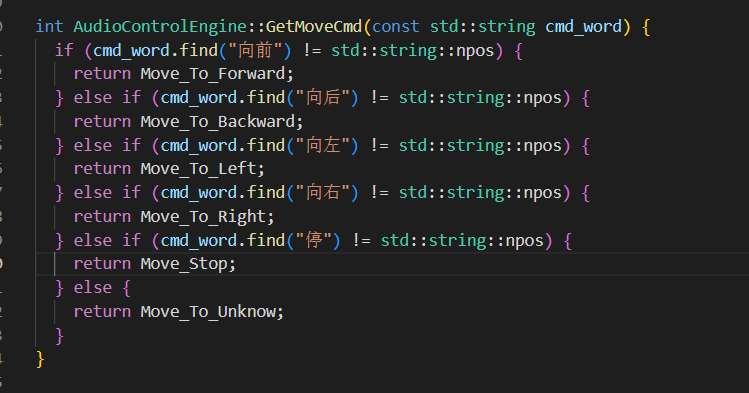 int AudioControlEngine::GetMoveCmd(const std::string cmd_word) {
  if (cmd_word.find("向前") != std::string::npos) {
    return Move_To_Forward;
  } else if (cmd_word.find("向后") != std::string::npos) {
    return Move_To_Backward;
  } else if (cmd_word.find("向左") != std::string::npos) {
    return Move_To_Left;
  } else if (cmd_word.find("向右") != std::string::npos) {
    return Move_To_Right;
  } else if (cmd_word.find("停") != std::string::npos) {
    return Move_Stop;
  } else {
    return Move_To_Unknow;
  }
}